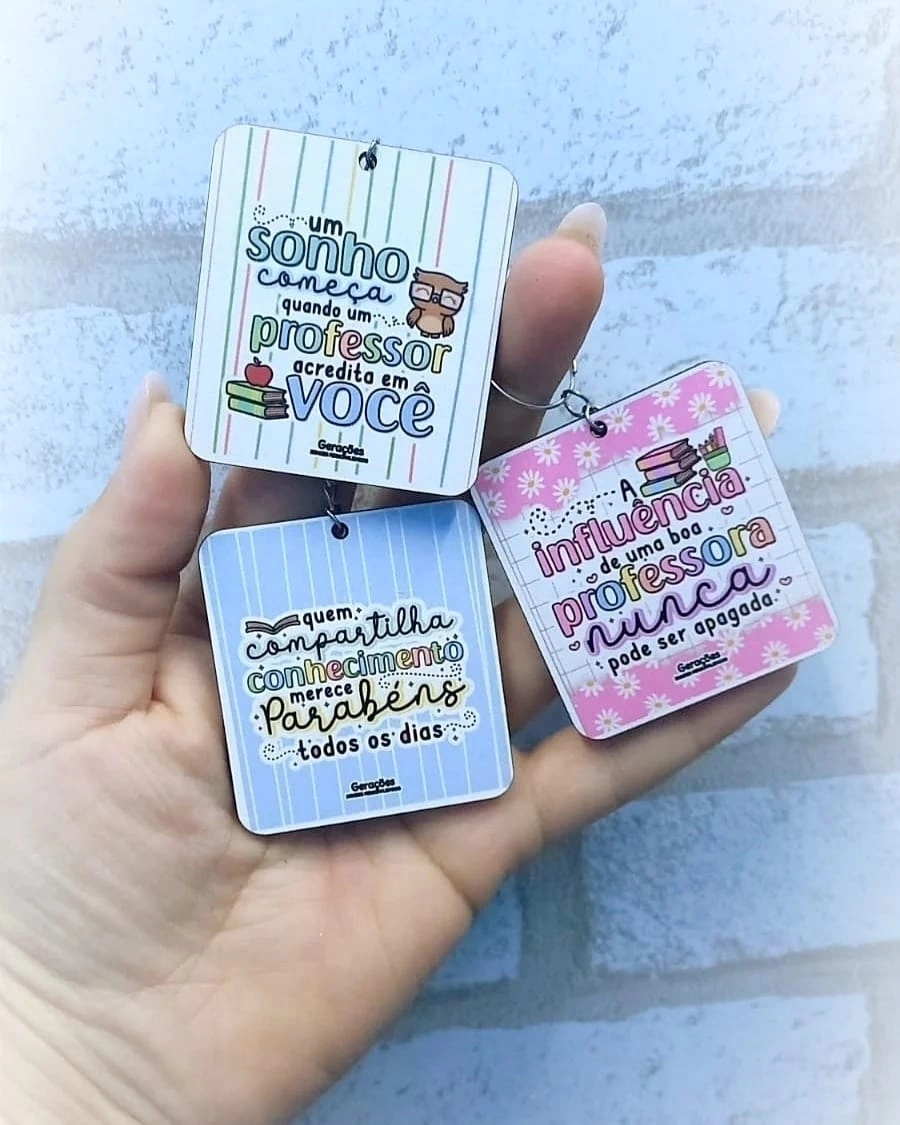 um
sonho
começa
quando um
professor
acredita em
você
Gerações
A
influência
de uma boa
professora
nunca
pode ser apagada.
Gerações
quem
compartilha
conhecimento
merece
Parabéns
todos os dias
Gerações